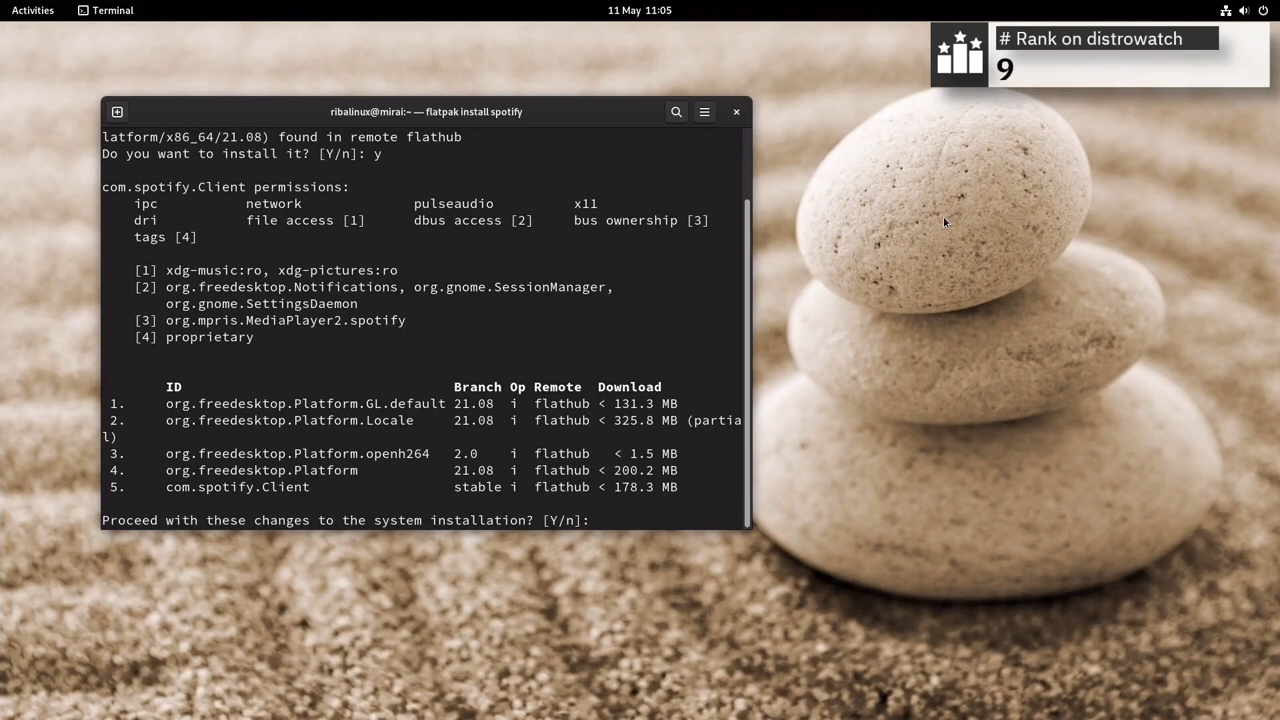 Activities Terminal 11 May 11:05
# Rank on distrowatch
9
ribalinux@mirai:~ — flatpak install spotify
latform/x86_64/21.08) found in remote flathub
Do you want to install it? [Y/n]: y
com.spotify.Client permissions:
ipc network pulseaudio x11
dri file access [1] dbus access [2] bus ownership [3]
tags [4]
[1] xdg-music:ro, xdg-pictures:ro
[2] org.freedesktop.Notifications, org.gnome.SessionManager,
org.gnome.SettingsDaemon
[3] org.mpris.MediaPlayer2.spotify
[4] proprietary
ID Branch Op Remote Download
1. org.freedesktop.Platform.GL.default 21.08 i flathub < 131.3 MB
2. org.freedesktop.Platform.Locale 21.08 i flathub < 325.8 MB (partia
l)
3. org.freedesktop.Platform.openh264 2.0 i flathub < 1.5 MB
4. org.freedesktop.Platform 21.08 i flathub < 200.2 MB
5. com.spotify.Client stable i flathub < 178.3 MB
Proceed with these changes to the system installation? [Y/n]: